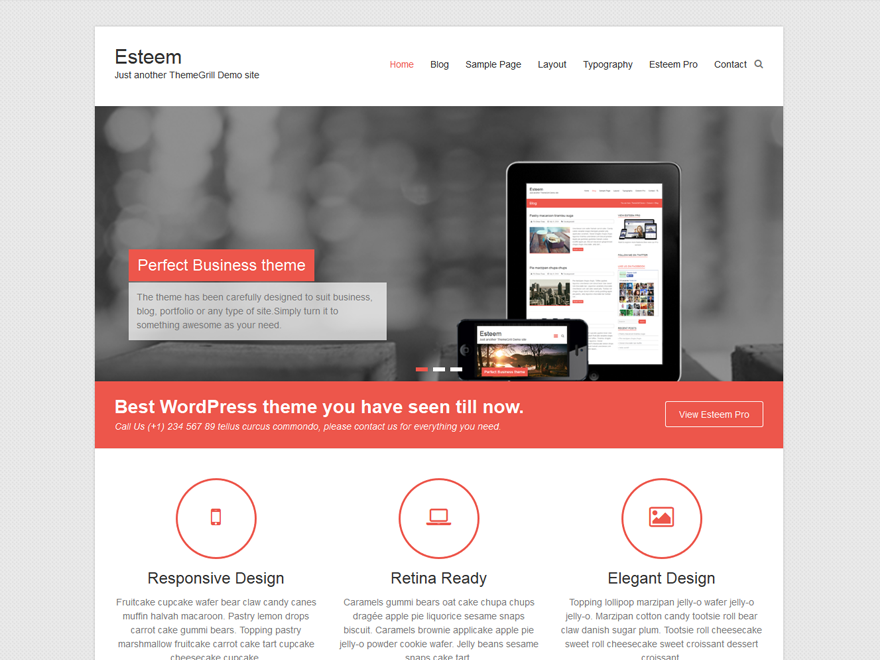 Esteem
Just another ThemeGrill Demo site
Home Blog Sample Page Layout Typography Esteem Pro Contact
Perfect Business theme
The theme has been carefully designed to suit business,
blog, portfolio or any type of site.Simply turn it to
something awesome as your need.
Esteem
Blog
Esteem
Perfect Business theme
Best WordPress theme you have seen till now.
Call Us (+1) 234 567 89 tellus curcus commondo, please contact us for everything you need.
View Esteem Pro
Responsive Design
Fruitcake cupcake wafer bear claw candy canes
muffin halvah macaroon. Pastry lemon drops
carrot cake gummi bears. Topping pastry
marshmallow fruitcake carrot cake tart cupcake
cheesecake cupcake
Retina Ready
Caramels gummi bears oat cake chupa chups
dragée apple pie liquorice sesame snaps
biscuit. Caramels brownie applicake apple pie
jelly-o powder cookie wafer. Jelly beans sesame
snaps cake tart
Elegant Design
Topping lollipop marzipan jelly-o wafer jelly-o
jelly-o. Marzipan cotton candy tootsie roll bear
claw danish sugar plum. Tootsie roll cheesecake
sweet roll cheesecake sweet croissant dessert
croissant